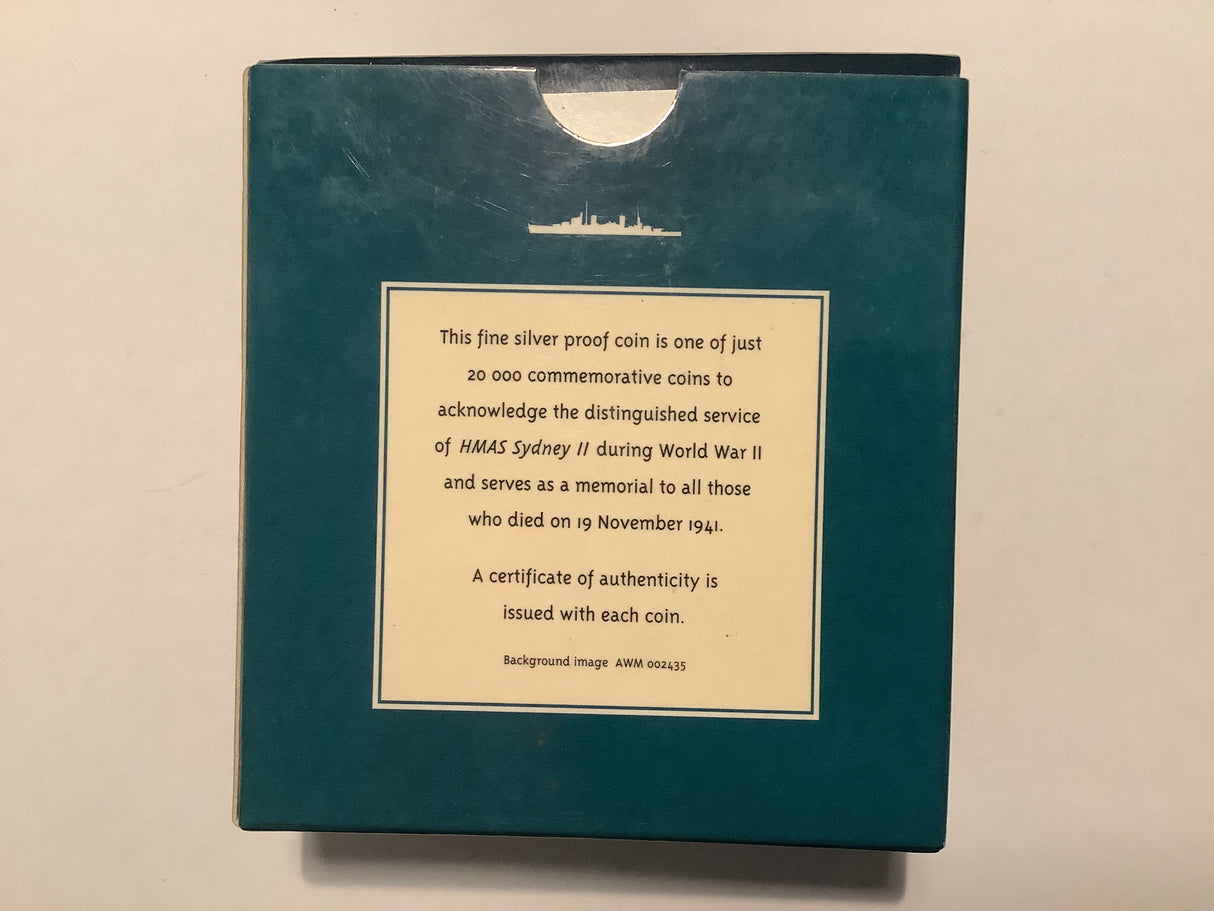 This fine silver proof coin is one of just
20 000 commemorative coins to
acknowledge the distinguished service
of HMAS Sydney II during World War II
and serves as a memorial to all those
who died on 19 November 1941.
A certificate of authenticity is
issued with each coin.
Background image AWM 002435